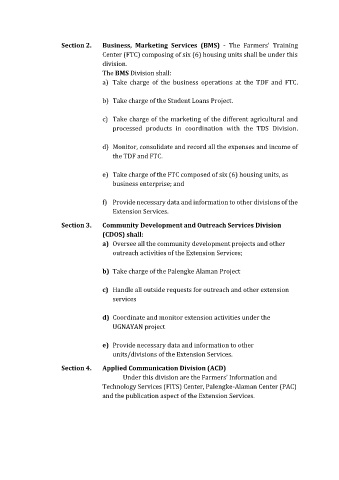 Section 2. Business, Marketing Services (BMS) - The Farmers' Training
Center (FTC) composing of six (6) housing units shall be under this
division.
The BMS Division shall:
a) Take charge of the business operations at the TDF and FTC.
b) Take charge of the Student Loans Project.
c) Take charge of the marketing of the different agricultural and
processed products in coordination with the TDS Division.
d) Monitor, consolidate and record all the expenses and income of
the TDF and FTC.
e) Take charge of the FTC composed of six (6) housing units, as
business enterprise; and
f) Provide necessary data and information to other divisions of the
Extension Services.
Section 3. Community Development and Outreach Services Division
(CDOS) shall:
a) Oversee all the community development projects and other
outreach activities of the Extension Services;
b) Take charge of the Palengke Alaman Project
c) Handle all outside requests for outreach and other extension
services
d) Coordinate and monitor extension activities under the
UGNAYAN project
e) Provide necessary data and information to other
units/divisions of the Extension Services.
Section 4. Applied Communication Division (ACD)
Under this division are the Farmers' Information and
Technology Services (FITS) Center, Palengke-Alaman Center (PAC)
and the publication aspect of the Extension Services.